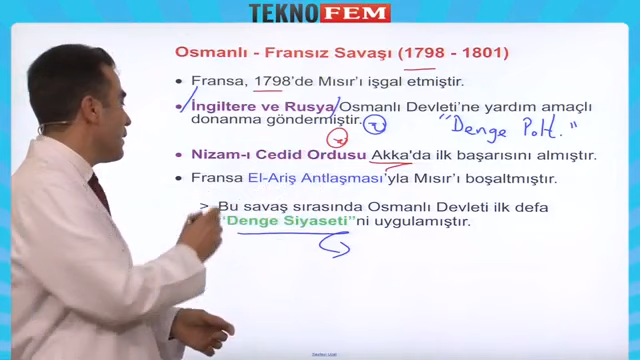 TEKNOFEM
Osmanlı - Fransız Savaşı (1798 - 1801)
• Fransa, 1798'de Mısır'ı işgal etmiştir.
• İngiltere ve Rusya Osmanlı Devleti'ne yardım amaçlı
donanma göndermiştir.
"Denge Polt."
• Nizam-ı Cedid Ordusu Akka'da ilk başarısını almıştır.
• Fransa El-Ariş Antlaşması'yla Mısır'ı boşaltmıştır.
> Bu savaş sırasında Osmanlı Devleti ilk defa
"Denge Siyaseti"ni uygulamıştır.